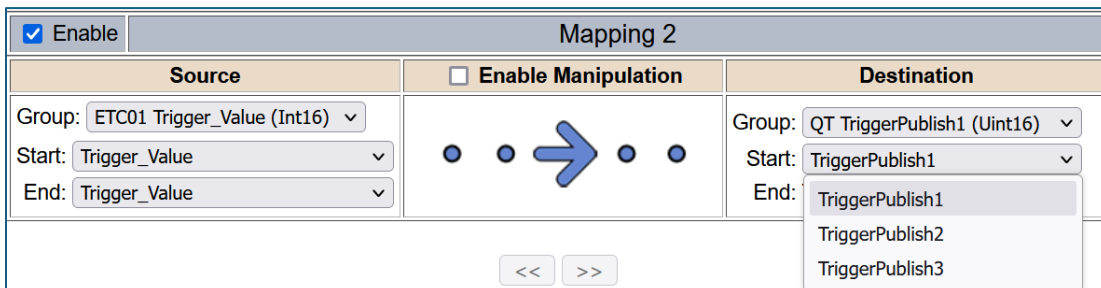 Enable
Mapping 2
Source
Enable Manipulation
Destination
Group: ETC01 Trigger_Value (Int16)
Start: Trigger_Value
End: Trigger_Value
Group: QT TriggerPublish1 (Uint16)
Start: TriggerPublish1
End:
TriggerPublish1
TriggerPublish2
TriggerPublish3
<< >>